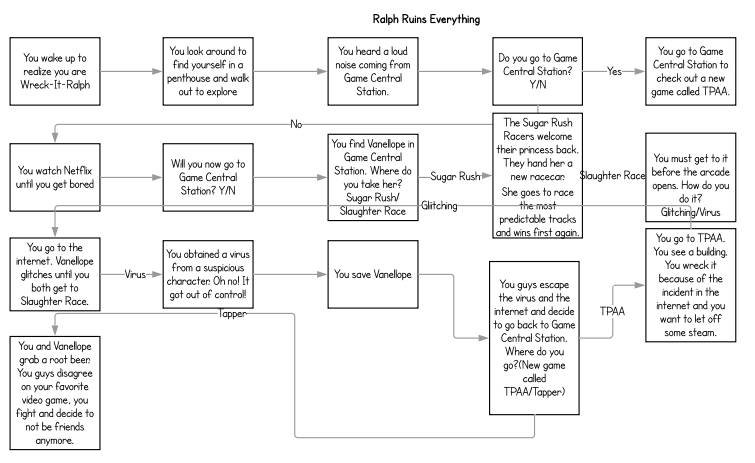 Ralph Ruins Everything
You wake up to
realize you are
Wreck-It-Ralph
You look around to
find yourself in a
penthouse and walk
out to explore
You heard a loud
noise coming from
Game Central
Station.
Do you go to Game
Central Station?
Y/N
Yes
You go to Game
Central Station to
check out a new
game called TPAA.
No
You watch Netflix
until you get bored
Will you now go to
Game Central
Station? Y/N
You find Vanellope in
Game Central
Station. Where do
you take her?
Sugar Rush/
Slaughter Race
Sugar Rush
The Sugar Rush
Racers welcome
their princess back.
They hand her a
new racecar.
She goes to race
the most
predictable tracks
and wins first again.
Slaughter Race
You must get to it
before the arcade
opens. How do you
do it?
Glitching/Virus
Glitching
You go to the
internet. Vanellope
glitches until you
both get to
Slaughter Race.
Virus
You obtained a virus
from a suspicious
character. Oh no! It
got out of control!
You save Vanellope
You guys escape
the virus and the
internet and decide
to go back to Game
Central Station.
Where do you
go?(New game
called
TPAA/Tapper)
TPAA
You go to TPAA.
You see a building.
You wreck it
because of the
incident in the
internet and you
want to let off
some steam.
Tapper
You and Vanellope
grab a root beer.
You guys disagree
on your favorite
video game, you
fight and decide to
not be friends
anymore.